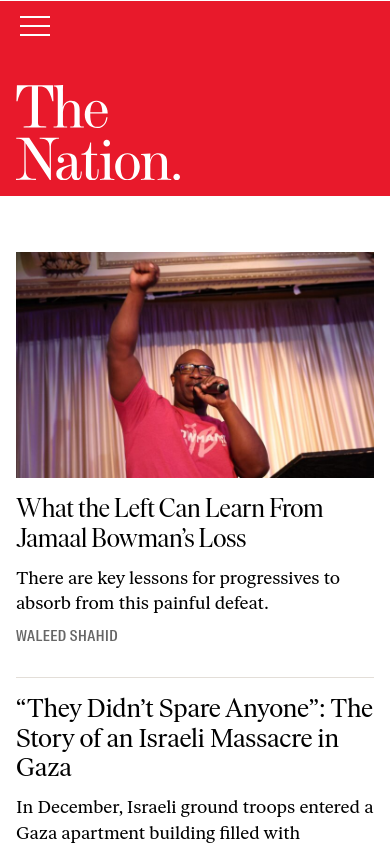 The
Nation.
What the Left Can Learn From
Jamaal Bowman’s Loss
There are key lessons for progressives to
absorb from this painful defeat.
WALEED SHAHID
“They Didn’t Spare Anyone”: The
Story of an Israeli Massacre in
Gaza
In December, Israeli ground troops entered a
Gaza apartment building filled with